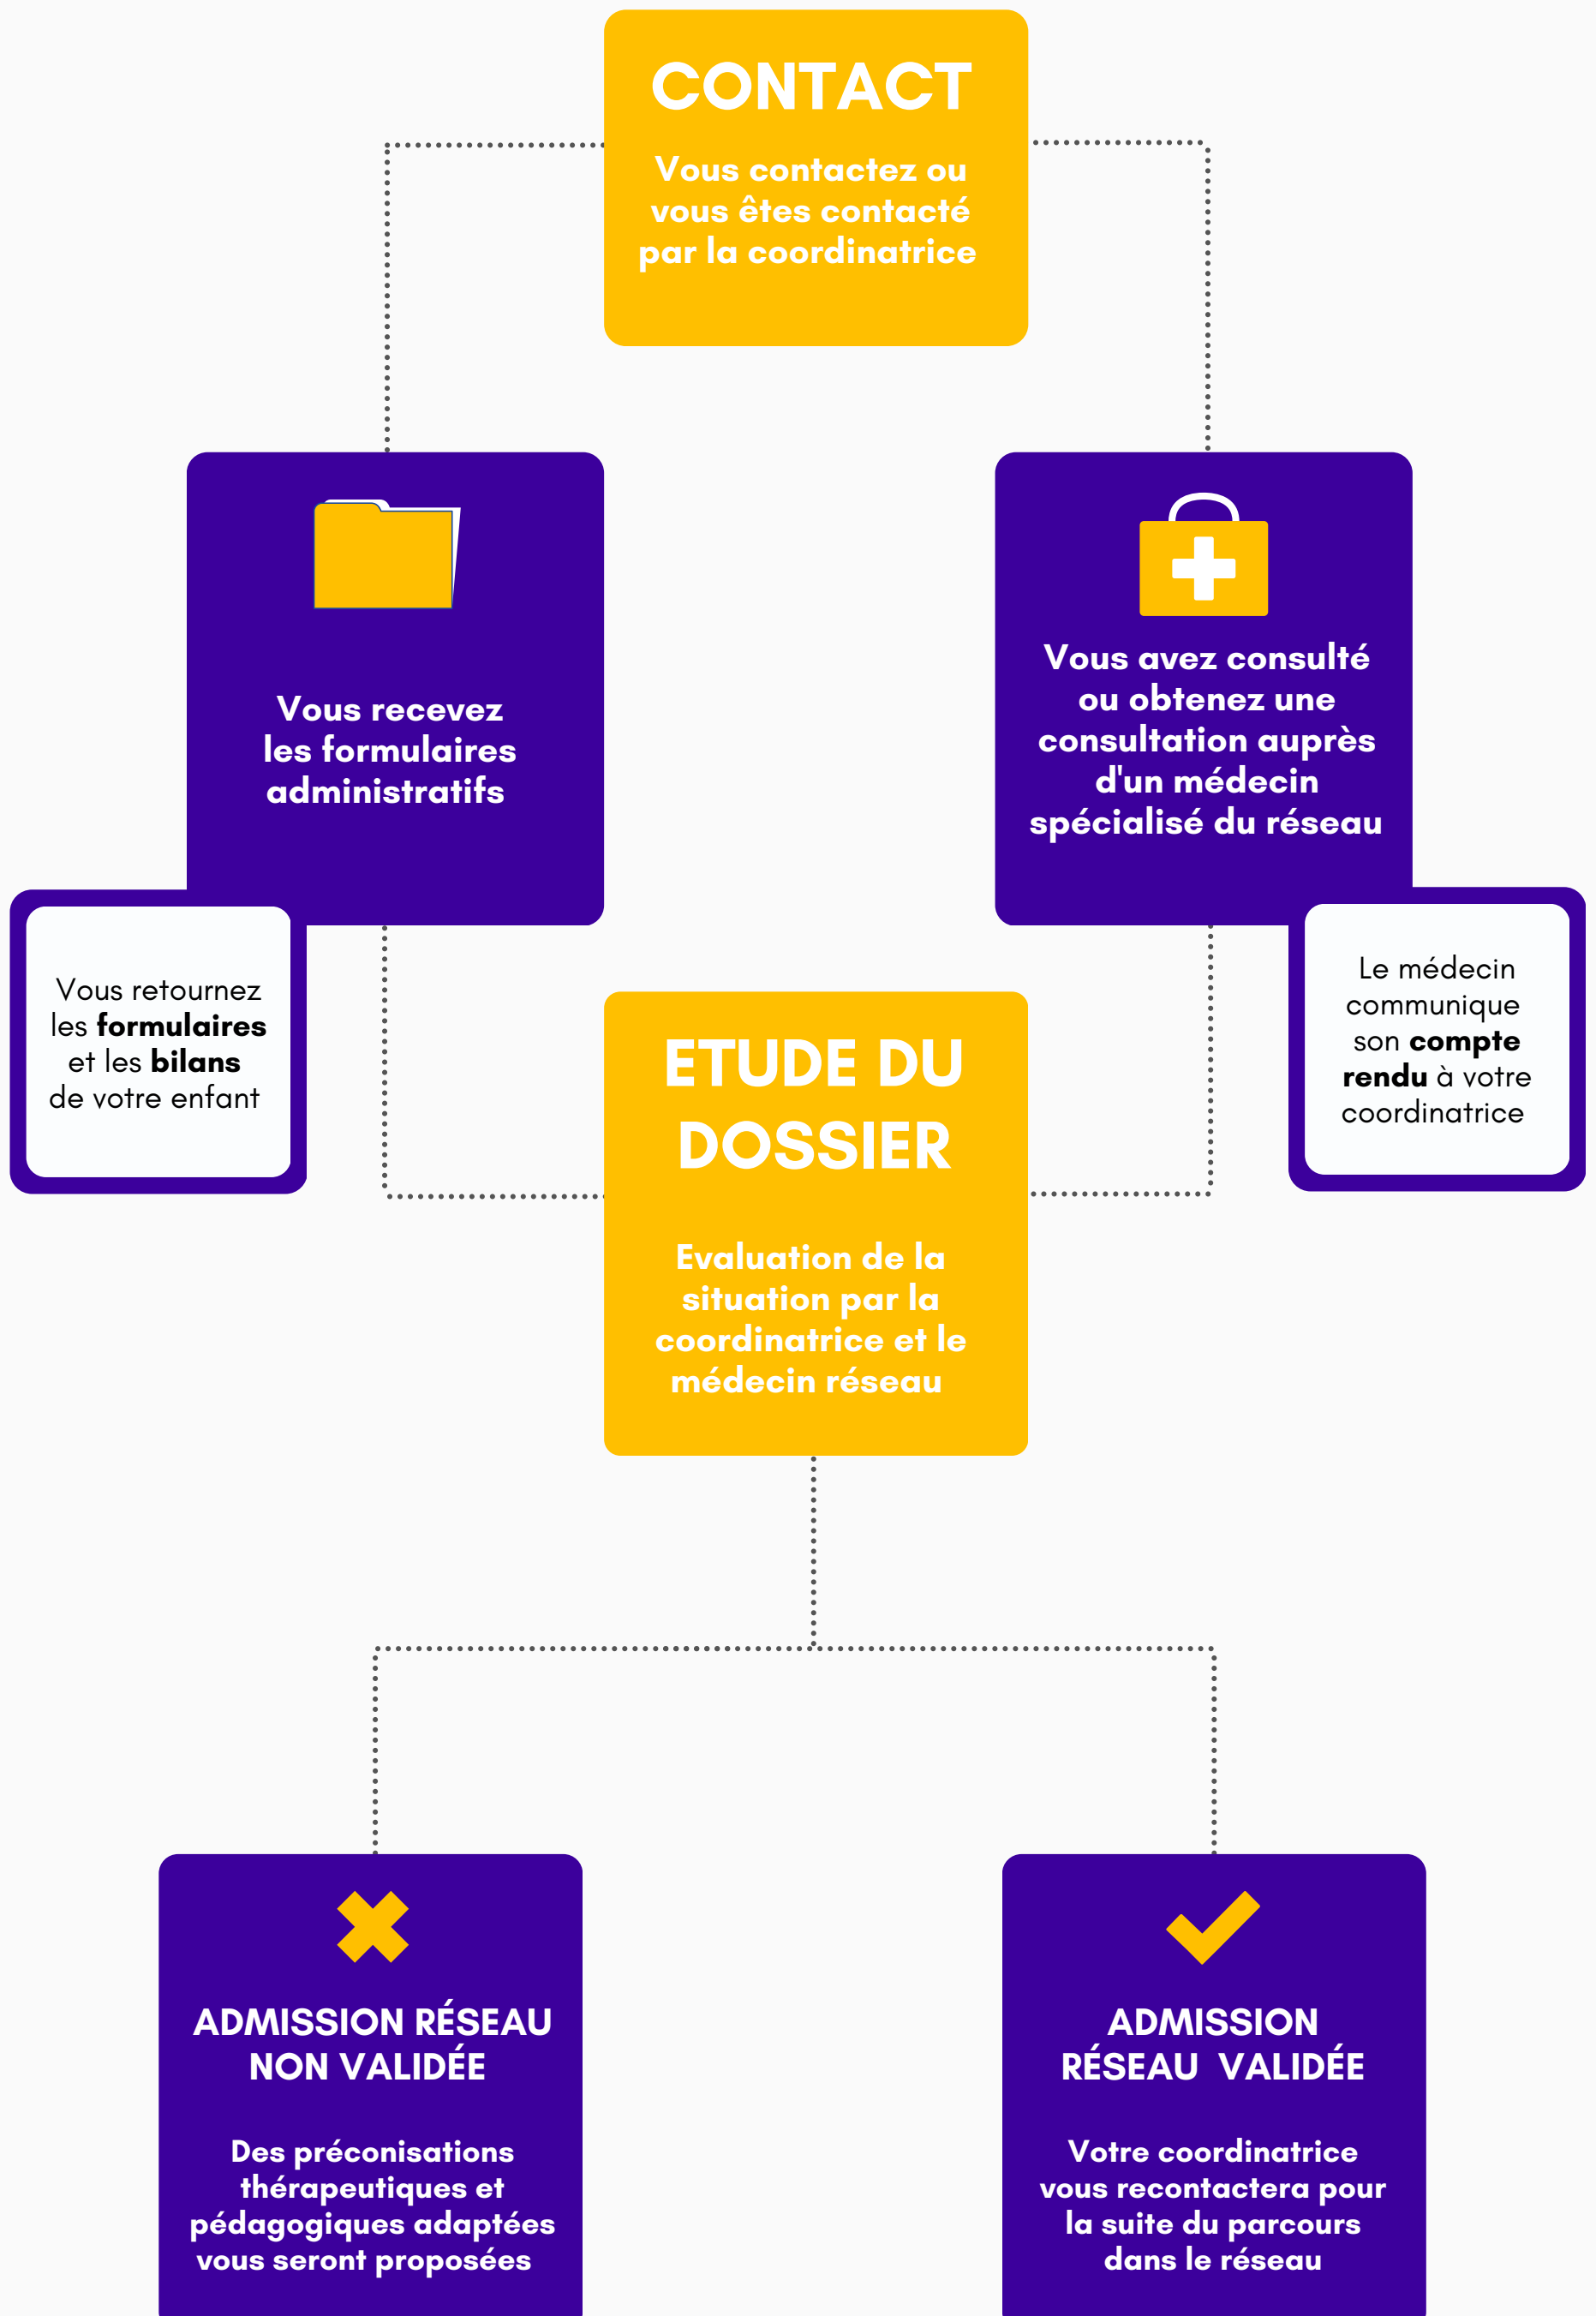 CONTACT
Vous contactez ou
vous êtes contacté
par la coordinatrice
Vous recevez
les formulaires
administratifs
Vous avez consulté
ou obtenez une
consultation auprès
d'un médecin
spécialisé du réseau
Vous retournez
les formulaires
et les bilans
de votre enfant
Le médecin
communique
son compte
rendu à votre
coordinatrice
ETUDE DU
DOSSIER
Evaluation de la
situation par la
coordinatrice et le
médecin réseau
ADMISSION RÉSEAU
NON VALIDÉE
Des préconisations
thérapeutiques et
pédagogiques adaptées
vous seront proposées
ADMISSION
RÉSEAU VALIDÉE
Votre coordinatrice
vous recontactera pour
la suite du parcours
dans le réseau